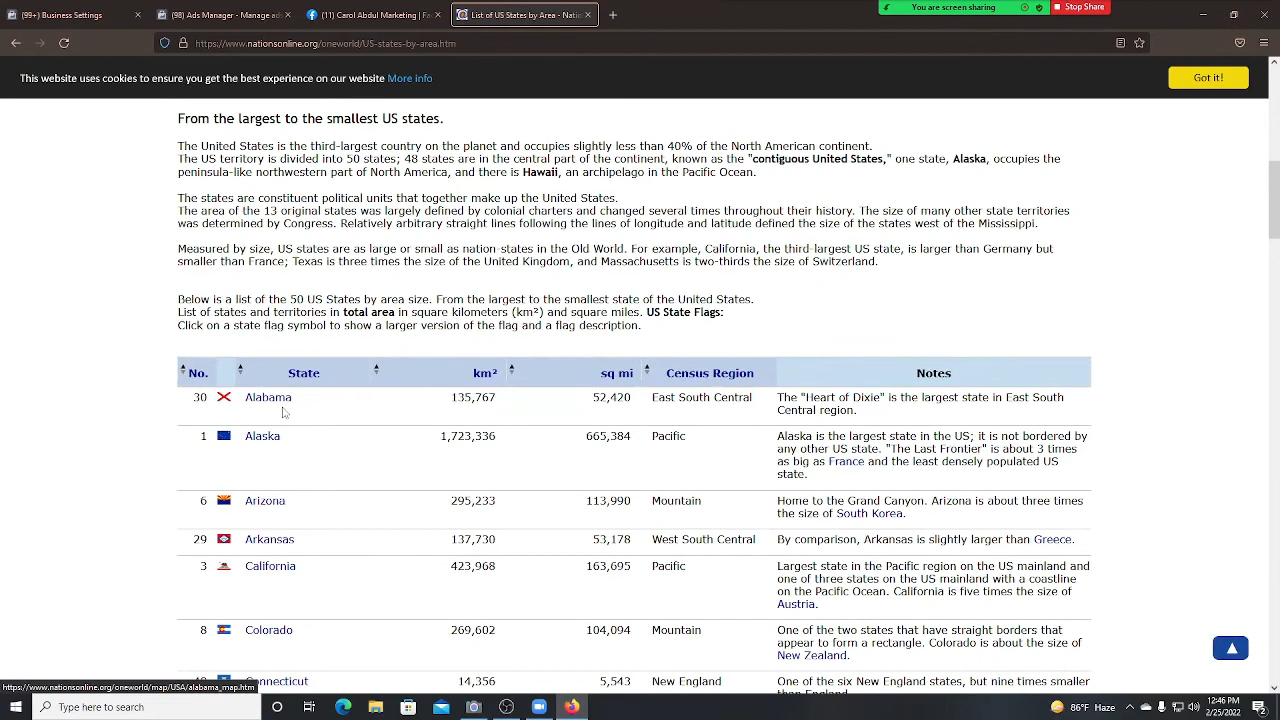 (99+) Business Settings
(98) Ads Manager - Manage ads -
(1) Carol Abah Marketing | Facebo
List of US States by Area - Nation
You are screen sharing
Stop Share
https://www.nationsonline.org/oneworld/US-states-by-area.htm
This website uses cookies to ensure you get the best experience on our website More info
Got it!
From the largest to the smallest US states.
The United States is the third-largest country on the planet and occupies slightly less than 40% of the North American continent.
The US territory is divided into 50 states; 48 states are in the central part of the continent, known as the "contiguous United States," one state, Alaska, occupies the
peninsula-like northwestern part of North America, and there is Hawaii, an archipelago in the Pacific Ocean.
The states are constituent political units that together make up the United States.
The area of the 13 original states was largely defined by colonial charters and changed several times throughout their history. The size of many other state territories
was determined by Congress. Relatively arbitrary straight lines following the lines of longitude and latitude defined the size of the states west of the Mississippi.
Measured by size, US states are as large or small as nation-states in the Old World. For example, California, the third-largest US state, is larger than Germany but
smaller than France; Texas is three times the size of the United Kingdom, and Massachusetts is two-thirds the size of Switzerland.
Below is a list of the 50 US States by area size. From the largest to the smallest state of the United States.
List of states and territories in total area in square kilometers (km²) and square miles. US State Flags:
Click on a state flag symbol to show a larger version of the flag and a flag description.
No. State km² sq mi Census Region Notes
30 Alabama 135,767 52,420 East South Central The "Heart of Dixie" is the largest state in East South
Central region.
1 Alaska 1,723,336 665,384 Pacific Alaska is the largest state in the US; it is not bordered by
any other US state. "The Last Frontier" is about 3 times
as big as France and the least densely populated US
state.
6 Arizona 295,233 113,990 Mountain Home to the Grand Canyon. Arizona is about three times
the size of South Korea.
29 Arkansas 137,730 53,178 West South Central By comparison, Arkansas is slightly larger than Greece.
3 California 423,968 163,695 Pacific Largest state in the Pacific region on the US mainland and
one of three states on the US mainland with a coastline
on the Pacific Ocean. California is five times the size of
Austria.
8 Colorado 269,602 104,094 Mountain One of the two states that have straight borders that
appear to form a rectangle. Colorado is about the size of
New Zealand.
Connecticut 14,356 5,543 New England One of the six New England states, but nine times smaller
https://www.nationsonline.org/oneworld/map/USA/alabama_map.htm
Type here to search
88°F Haze
12:46 PM
2/25/2022